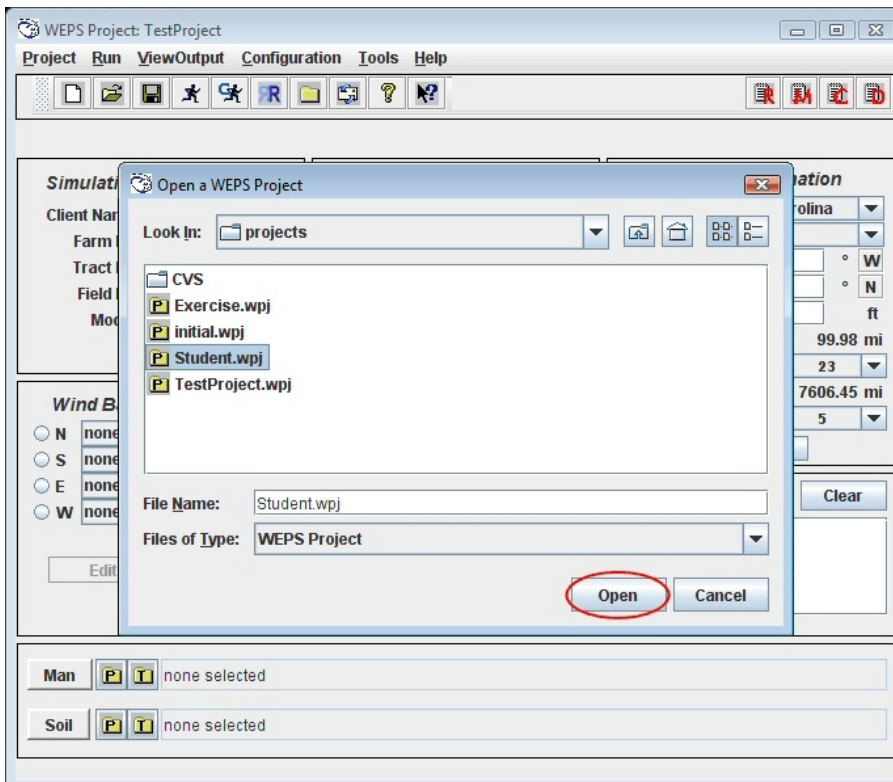 WEPS Project: TestProject
Project Run ViewOutput Configuration Tools Help
R M C D
Simulati
ation
Open a WEPS Project
Client Nar
rolina
Look In: projects
Farm
Tract
° W
CVS
Field
° N
Exercise.wpj
Mod
ft
initial.wpj
99.98 mi
Student.wpj
23
TestProject.wpj
7606.45 mi
Wind B
5
N none
S none
E none
Clear
W none
File Name: Student.wpj
Files of Type: WEPS Project
Edit
Open Cancel
Man P T none selected
Soil P T none selected